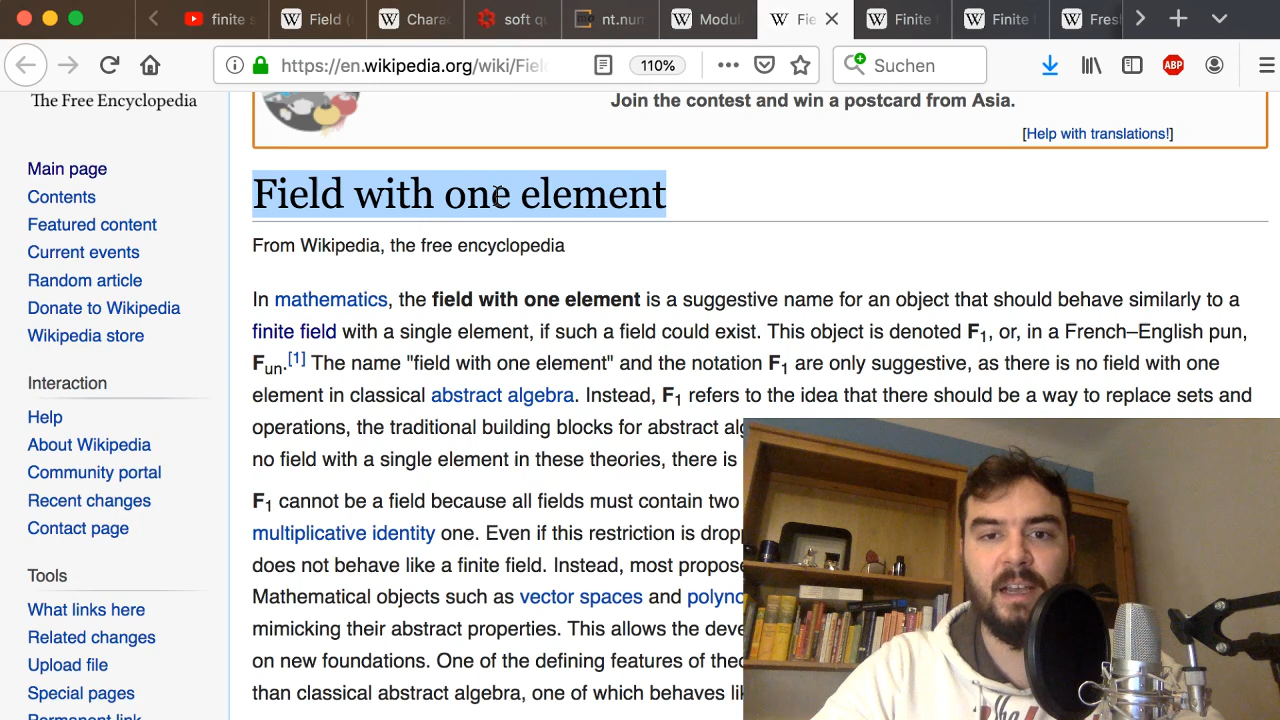 finite s
Field (
Charac
soft qu
nt.num
Modula
Fie
Finite
Finite
Fresh
https://en.wikipedia.org/wiki/Field
110%
Suchen
ABP
The Free Encyclopedia
Join the contest and win a postcard from Asia.
[Help with translations!]
Main page
Contents
Featured content
Current events
Random article
Donate to Wikipedia
Wikipedia store
Interaction
Help
About Wikipedia
Community portal
Recent changes
Contact page
Tools
What links here
Related changes
Upload file
Special pages
Permanent link
Field with one element
From Wikipedia, the free encyclopedia
In mathematics, the field with one element is a suggestive name for an object that should behave similarly to a
finite field with a single element, if such a field could exist. This object is denoted F1, or, in a French–English pun,
Fun.[1] The name "field with one element" and the notation F1 are only suggestive, as there is no field with one
element in classical abstract algebra. Instead, F1 refers to the idea that there should be a way to replace sets and
operations, the traditional building blocks for abstract alg
no field with a single element in these theories, there is
F1 cannot be a field because all fields must contain two
multiplicative identity one. Even if this restriction is dropp
does not behave like a finite field. Instead, most propose
Mathematical objects such as vector spaces and polyno
mimicking their abstract properties. This allows the deve
on new foundations. One of the defining features of theo
than classical abstract algebra, one of which behaves lik